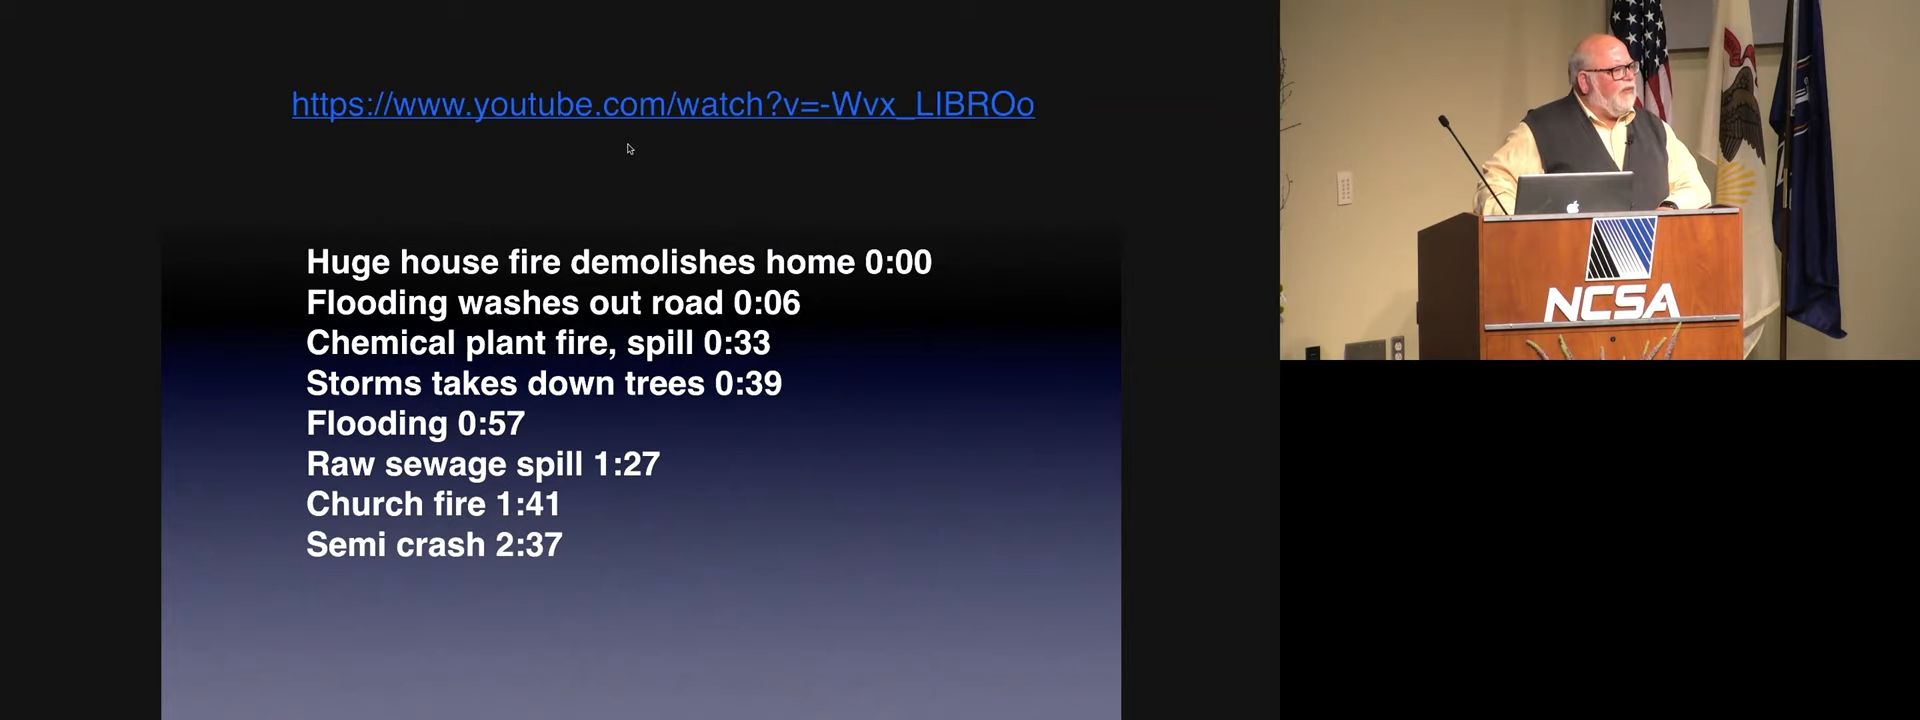 https://www.youtube.com/watch?v=-Wvx_LIBROo
Huge house fire demolishes home 0:00
Flooding washes out road 0:06
Chemical plant fire, spill 0:33
Storms takes down trees 0:39
Flooding 0:57
Raw sewage spill 1:27
Church fire 1:41
Semi crash 2:37
NCSA